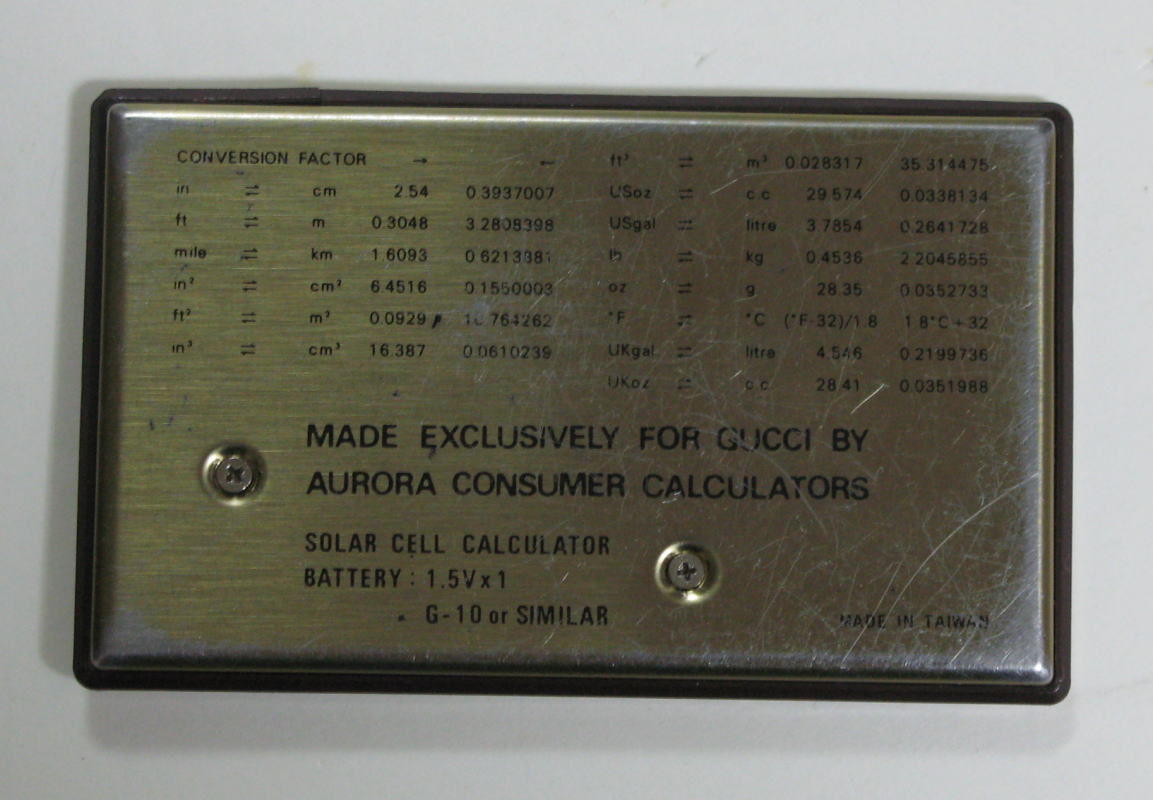 CONVERSION FACTOR → ←
in ⇌ cm 2.54 0.3937007
ft ⇌ m 0.3048 3.2808398
mile ⇌ km 1.6093
in² ⇌ cm² 6.4516 0.1550003
ft² ⇌ m² 0.0929 10.764262
in³ ⇌ cm³ 16.387 0.0610239
ft³ ⇌ m³ 0.028317 35.314475
USoz ⇌ c.c 29.574 0.0338134
USgal ⇌ litre 3.7854 0.2641728
lb ⇌ kg 0.4536 2.2045855
oz ⇌ g 28.35 0.0352733
°F ⇌ °C (°F-32)/1.8 1.8°C+32
UKgal ⇌ litre 4.546 0.2199736
UKoz ⇌ c.c 28.41 0.0351988
MADE EXCLUSIVELY FOR GUCCI BY
AURORA CONSUMER CALCULATORS
SOLAR CELL CALCULATOR
BATTERY : 1.5V x 1
G-10 or SIMILAR
MADE IN TAIWAN